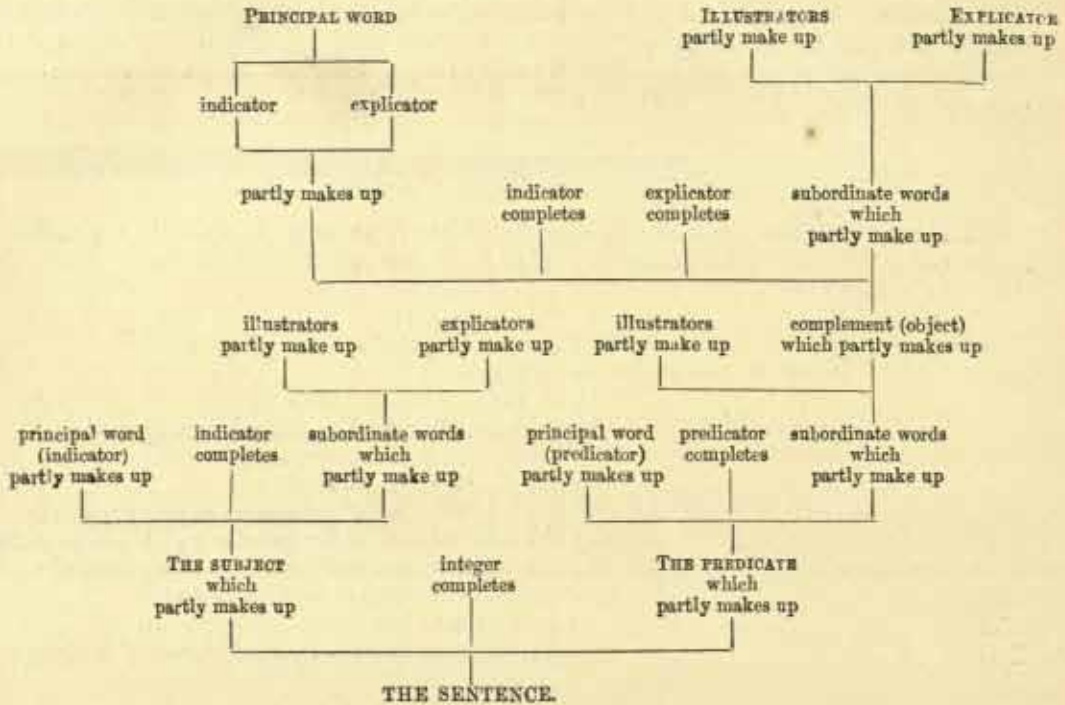 PRINCIPAL WORD
ILLUSTRATORS
partly make up
EXPLICATOR
partly makes up
indicator
explicator
partly makes up
indicator
completes
explicator
completes
subordinate words
which
partly make up
illustrators
partly make up
explicators
partly make up
illustrators
partly make up
complement (object)
which partly makes up
principal word
(indicator)
partly makes up
indicator
completes
subordinate words
which
partly make up
principal word
(predicator)
partly makes up
predicator
completes
subordinate words
which
partly make up
THE SUBJECT
which
partly makes up
integer
completes
THE PREDICATE
which
partly makes up
THE SENTENCE.